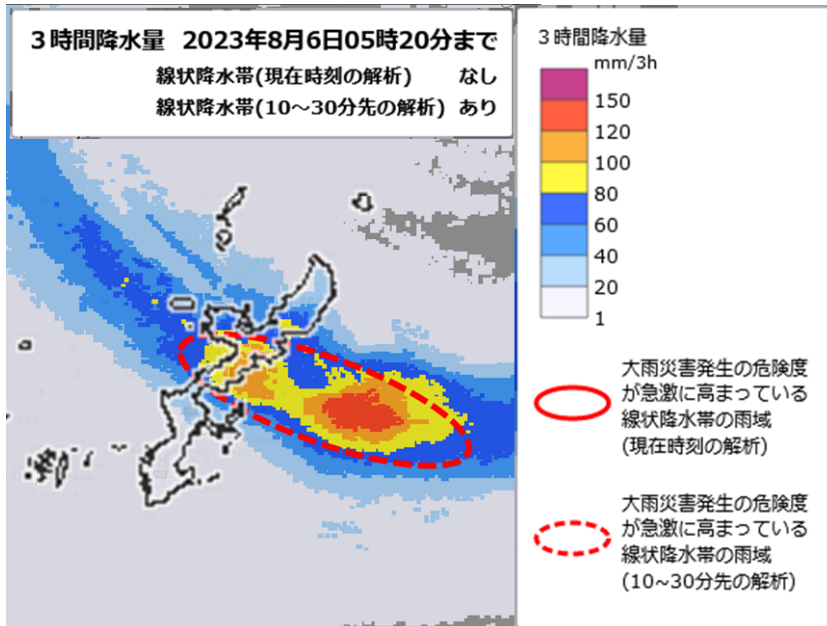 ３時間降水量 2023年8月6日05時20分まで
線状降水帯(現在時刻の解析) なし
線状降水帯(10～30分先の解析) あり
３時間降水量
mm/3h
150
120
100
80
60
40
20
1
大雨災害発生の危険度
が急激に高まっている
線状降水帯の雨域
(現在時刻の解析)
大雨災害発生の危険度
が急激に高まっている
線状降水帯の雨域
(10~30分先の解析)